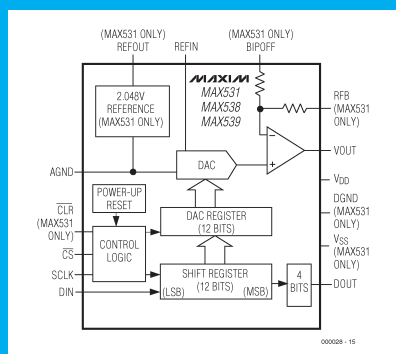 (MAX531 ONLY)
REFOUT
REFIN
(MAX531 ONLY)
BIPOFF
2.048V
REFERENCE
(MAX531 ONLY)
MAXIM
MAX531
MAX538
MAX539
RFB
(MAX531
ONLY)
VOUT
AGND
DAC
VDD
POWER-UP
RESET
DGND
(MAX531
ONLY)
CLR
(MAX531
ONLY)
DAC REGISTER
(12 BITS)
CONTROL
LOGIC
VSS
(MAX531
ONLY)
CS
SCLK
DIN
SHIFT REGISTER
(12 BITS)
(LSB)
(MSB)
4
BITS
DOUT
000028 - 15